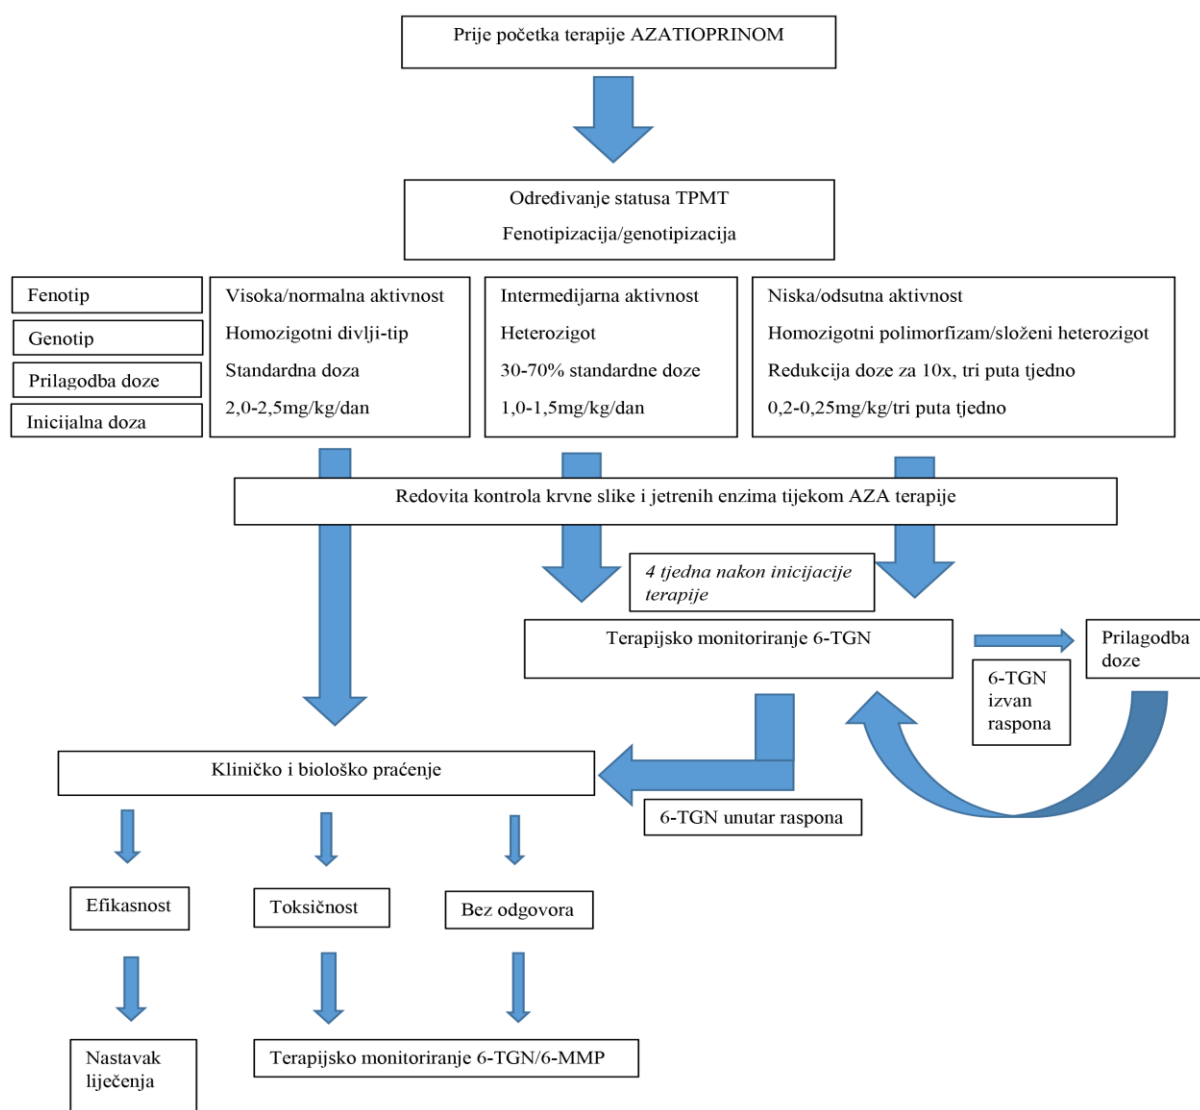 Prije početka terapije AZATIOPRINOM
Određivanje statusa TPMT
Fenotipizacija/genotipizacija
Fenotip
Visoka/normalna aktivnost
Intermedijarna aktivnost
Niska/odsutna aktivnost
Genotip
Homozigotni divlji-tip
Heterozigot
Homozigotni polimorfizam/složeni heterozigot
Prilagodba doze
Standardna doza
30-70% standardne doze
Redukcija doze za 10x, tri puta tjedno
Inicijalna doza
2,0-2,5mg/kg/dan
1,0-1,5mg/kg/dan
0,2-0,25mg/kg/tri puta tjedno
Redovita kontrola krvne slike i jetrenih enzima tijekom AZA terapije
4 tjedna nakon inicijacije
terapije
Terapijsko monitoriranje 6-TGN
Prilagodba
doze
6-TGN
izvan
raspona
Kliničko i biološko praćenje
6-TGN unutar raspona
Efikasnost
Toksičnost
Bez odgovora
Nastavak
liječenja
Terapijsko monitoriranje 6-TGN/6-MMP